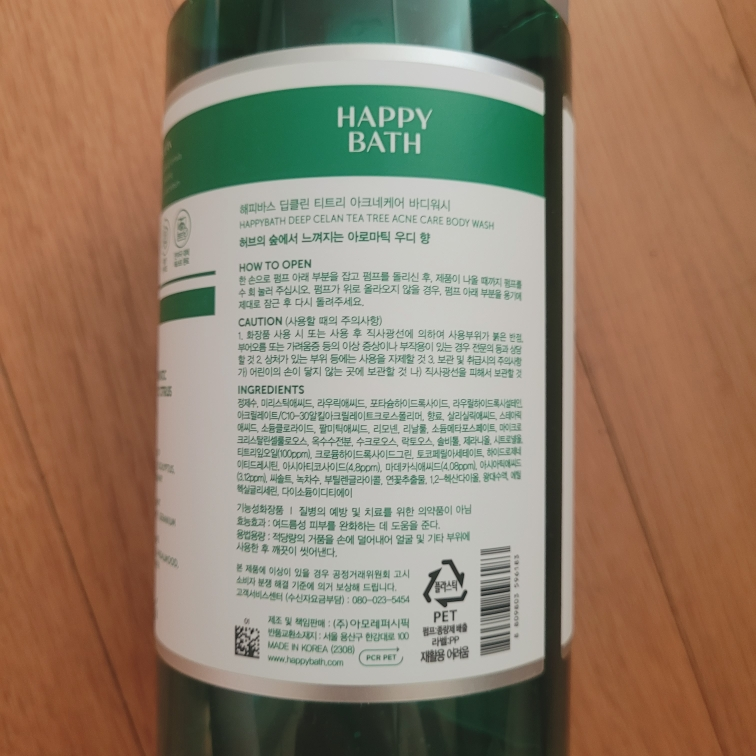 HAPPY
BATH
해피바스 딥클린 티트리 아크네케어 바디워시
HAPPYBATH DEEP CELAN TEA TREE ACNE CARE BODY WASH
허브의 숲에서 느껴지는 아로마틱 우디 향
HOW TO OPEN
한 손으로 펌프 아래 부분을 잡고 펌프를 돌리신 후, 제품이 나올 때까지 펌프를
수 회 눌러 주십시오. 펌프가 위로 올라오지 않을 경우, 펌프 아래 부분을 용기에
제대로 잠근 후 다시 돌려주세요.
CAUTION (사용할 때의 주의사항)
1. 화장품 사용 시 또는 사용 후 직사광선에 의하여 사용부위가 붉은 반점,
부어오름 또는 가려움증 등의 이상 증상이나 부작용이 있는 경우 전문의 등과 상담
할 것 2. 상처가 있는 부위 등에는 사용을 자제할 것 3. 보관 및 취급시의 주의사항
가) 어린이의 손이 닿지 않는 곳에 보관할 것 나) 직사광선을 피해서 보관할 것
INGREDIENTS
정제수, 미리스틱애씨드, 라우릭애씨드, 포타슘하이드록사이드, 라우릴하이드록시설테인,
아크릴레이트/C10-30알킬아크릴레이트크로스폴리머, 향료, 살리실릭애씨드, 스테아릭
애씨드, 소듐클로라이드, 팔미틱애씨드, 리모넨, 리날룰, 소듐메타포스페이트, 마이크로
크리스탈린셀룰로오스, 옥수수전분, 수크로오스, 락토오스, 솔비톨, 제라니올, 시트로넬올,
티트리잎오일(100ppm), 크로뮴하이드록사이드그린, 토코페릴아세테이트, 하이드로제네
이티드레시틴, 아시아티코사이드(4.8ppm), 마데카식애씨드(4.08ppm), 아시아틱애씨드
(3.12ppm), 씨솔트, 녹차수, 부틸렌글라이콜, 연꽃추출물, 1,2-헥산다이올, 용대수액, 에틸
헥실글리세린, 다이소듐이디티에이
기능성화장품 | 질병의 예방 및 치료를 위한 의약품이 아님
효능효과 : 여드름성 피부를 완화하는 데 도움을 준다.
용법용량 : 적당량의 거품을 손에 덜어내어 얼굴 및 기타 부위에
사용한 후 깨끗이 씻어낸다.
본 제품에 이상이 있을 경우 공정거래위원회 고시
소비자 분쟁 해결 기준에 의거 보상해 드립니다.
고객서비스센터 (수신자요금부담) : 080-023-5454
제조 및 책임판매 : (주)아모레퍼시픽
반품교환소재지 : 서울 용산구 한강대로 100
MADE IN KOREA (2308)
www.happybath.com
PCR PET
01
플라스틱
PET
펌프:종량제 배출
라벨:PP
재활용 어려움
8 809803 596183